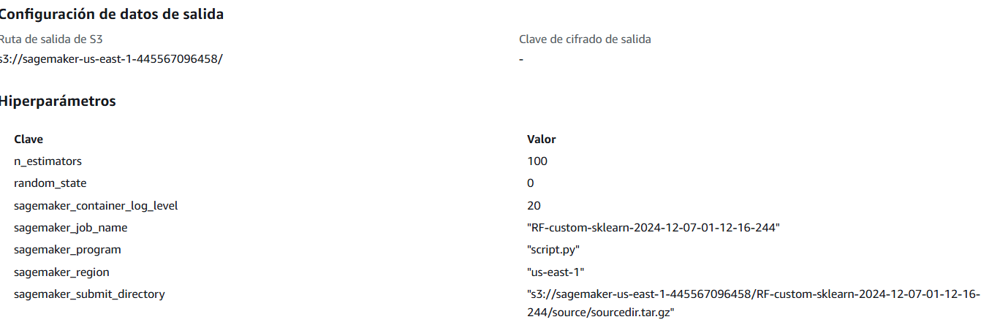 Configuración de datos de salida
Ruta de salida de S3
Clave de cifrado de salida
s3://sagemaker-us-east-1-445567096458/
-
Hiperparámetros
Clave
Valor
n_estimators
100
random_state
0
sagemaker_container_log_level
20
sagemaker_job_name
"RF-custom-sklearn-2024-12-07-01-12-16-244"
sagemaker_program
"script.py"
sagemaker_region
"us-east-1"
sagemaker_submit_directory
"s3://sagemaker-us-east-1-445567096458/RF-custom-sklearn-2024-12-07-01-12-16-
244/source/sourcedir.tar.gz"